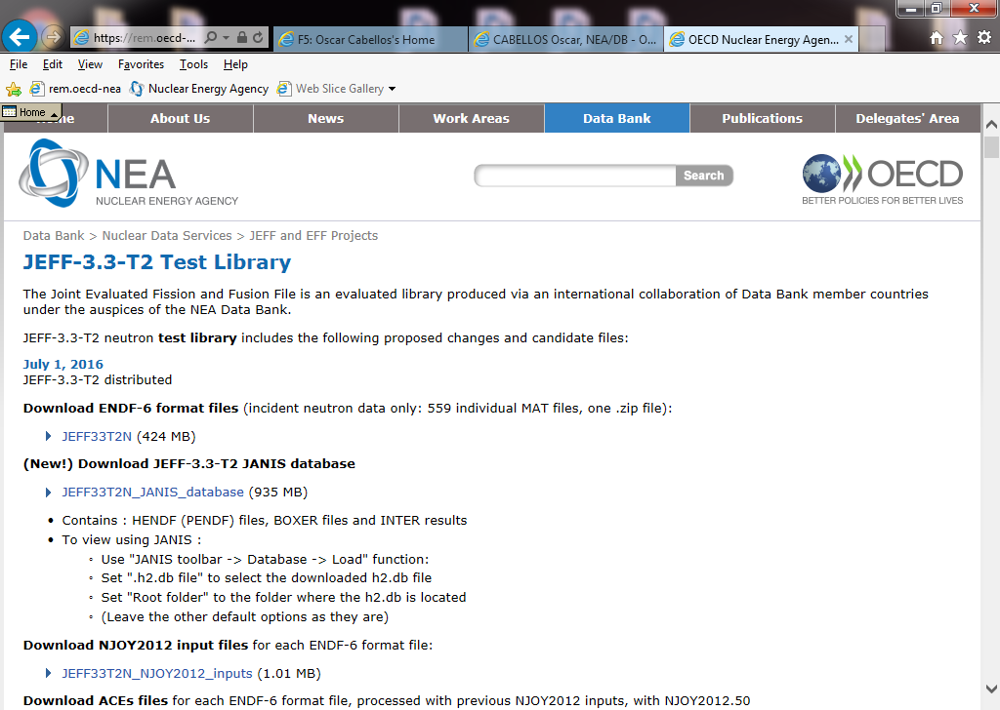 https://rem.oecd-...
F5: Oscar Cabellos's Home
CABELLOS Oscar, NEA/DB - O...
OECD Nuclear Energy Agen...
File Edit View Favorites Tools Help
rem.oecd-nea Nuclear Energy Agency Web Slice Gallery
Home
About Us News Work Areas Data Bank Publications Delegates' Area
NEA
NUCLEAR ENERGY AGENCY
Search
OECD
BETTER POLICIES FOR BETTER LIVES
Data Bank > Nuclear Data Services > JEFF and EFF Projects
JEFF-3.3-T2 Test Library
The Joint Evaluated Fission and Fusion File is an evaluated library produced via an international collaboration of Data Bank member countries
under the auspices of the NEA Data Bank.
JEFF-3.3-T2 neutron test library includes the following proposed changes and candidate files:
July 1, 2016
JEFF-3.3-T2 distributed
Download ENDF-6 format files (incident neutron data only: 559 individual MAT files, one .zip file):
JEFF33T2N (424 MB)
(New!) Download JEFF-3.3-T2 JANIS database
JEFF33T2N_JANIS_database (935 MB)
• Contains : HENDF (PENDF) files, BOXER files and INTER results
• To view using JANIS :
◦ Use "JANIS toolbar -> Database -> Load" function:
◦ Set ".h2.db file" to select the downloaded h2.db file
◦ Set "Root folder" to the folder where the h2.db is located
◦ (Leave the other default options as they are)
Download NJOY2012 input files for each ENDF-6 format file:
JEFF33T2N_NJOY2012_inputs (1.01 MB)
Download ACEs files for each ENDF-6 format file, processed with previous NJOY2012 inputs, with NJOY2012.50